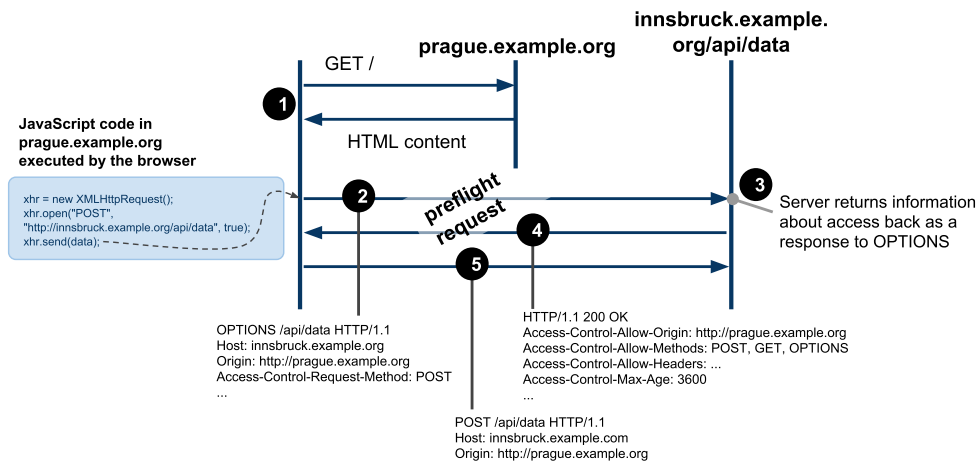 innsbruck.example.
org/api/data
prague.example.org
GET /
1
HTML content
JavaScript code in
prague.example.org
executed by the browser
xhr = new XMLHttpRequest();
xhr.open("POST",
"http://innsbruck.example.org/api/data", true);
xhr.send(data);
2
preflight
request
3
Server returns information
about access back as a
response to OPTIONS
4
5
OPTIONS /api/data HTTP/1.1
Host: innsbruck.example.org
Origin: http://prague.example.org
Access-Control-Request-Method: POST
...
HTTP/1.1 200 OK
Access-Control-Allow-Origin: http://prague.example.org
Access-Control-Allow-Methods: POST, GET, OPTIONS
Access-Control-Allow-Headers: ...
Access-Control-Max-Age: 3600
...
POST /api/data HTTP/1.1
Host: innsbruck.example.com
Origin: http://prague.example.org